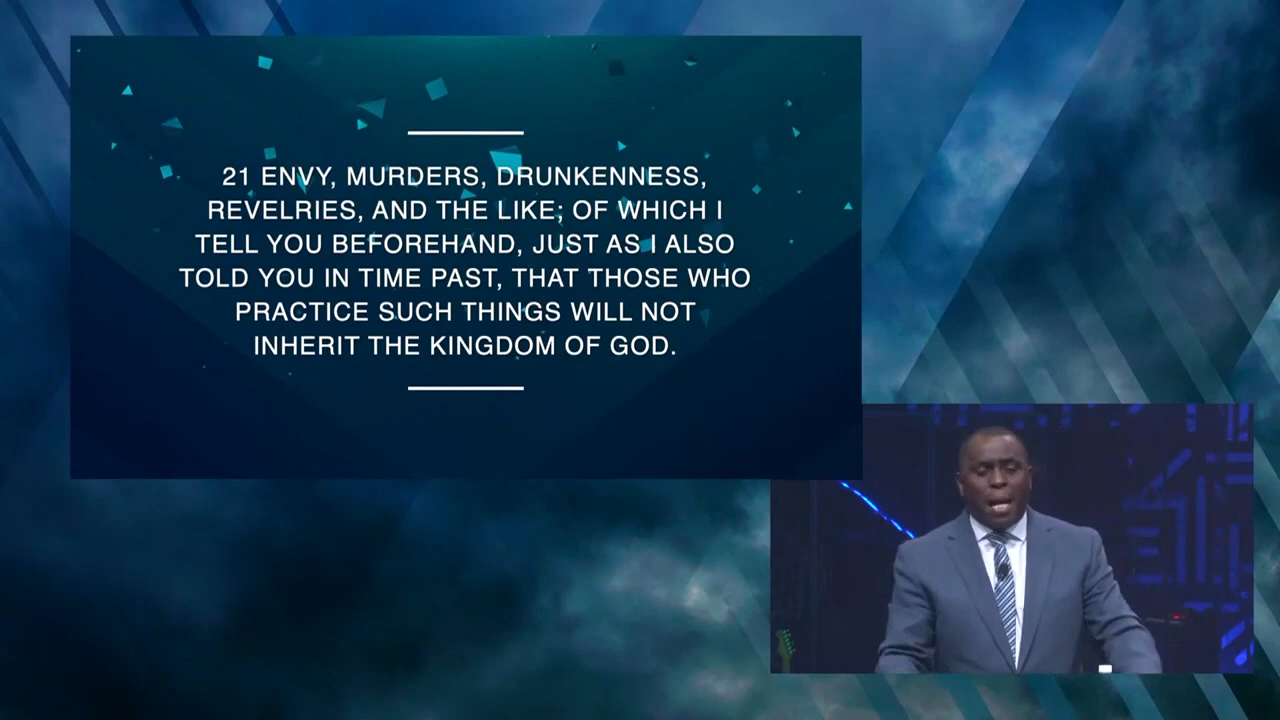 21 ENVY, MURDERS, DRUNKENNESS,
REVELRIES, AND THE LIKE; OF WHICH I
TELL YOU BEFOREHAND, JUST AS I ALSO
TOLD YOU IN TIME PAST, THAT THOSE WHO
PRACTICE SUCH THINGS WILL NOT
INHERIT THE KINGDOM OF GOD.